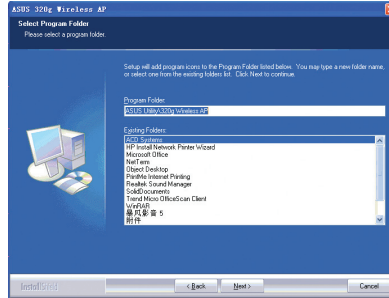 ASUS 320g Wireless AP
Select Program Folder
Please select a program folder.
Setup will add program icons to the Program Folder listed below. You may type a new folder name, or select one from the existing folders list. Click Next to continue.
Program Folder:
ASUS Utility\320g Wireless AP
Existing Folders:
ACD Systems
HP Install Network Printer Wizard
Microsoft Office
NetTerm
Object Desktop
PrintMe Internet Printing
Realtek Sound Manager
SolidDocuments
Trend Micro OfficeScan Client
WinRAR
暴风影音 5
附件
InstallShield
< Back
Next >
Cancel